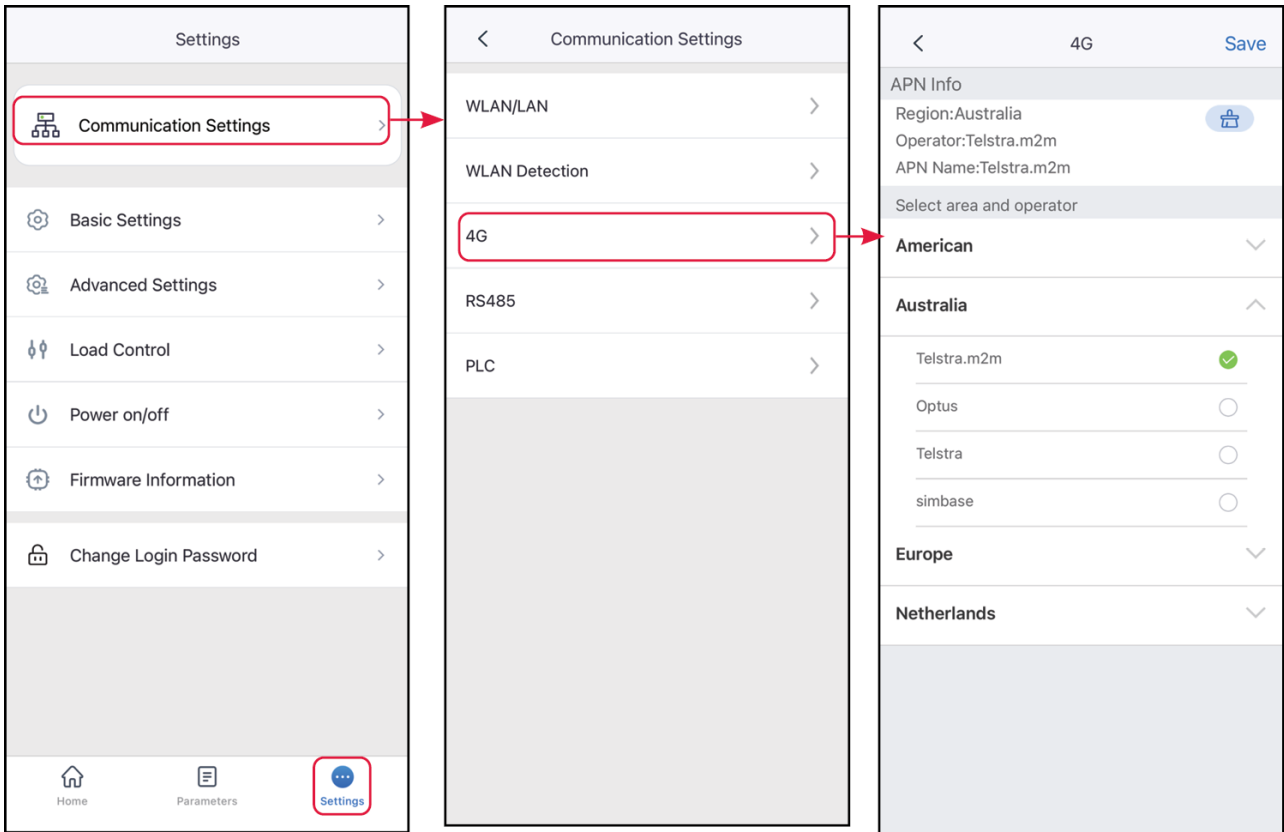 Settings
Communication Settings
Basic Settings
Advanced Settings
Load Control
Power on/off
Firmware Information
Change Login Password
Home
Parameters
Settings
Communication Settings
WLAN/LAN
WLAN Detection
4G
RS485
PLC
4G
Save
APN Info
Region:Australia
Operator:Telstra.m2m
APN Name:Telstra.m2m
Select area and operator
American
Australia
Telstra.m2m
Optus
Telstra
simbase
Europe
Netherlands